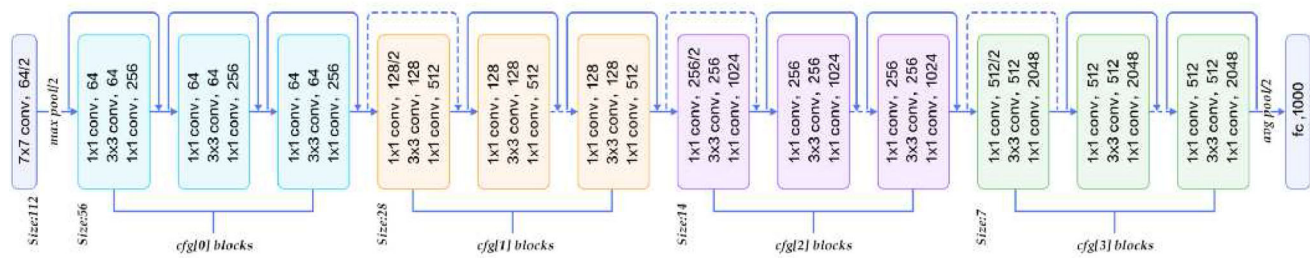 7x7 conv, 64/2
max pool/2
1x1 conv, 64
3x3 conv, 64
1x1 conv, 256
1x1 conv, 64
3x3 conv, 64
1x1 conv, 256
1x1 conv, 64
3x3 conv, 64
1x1 conv, 256
1x1 conv, 128/2
3x3 conv, 128
1x1 conv, 512
1x1 conv, 128
3x3 conv, 128
1x1 conv, 512
1x1 conv, 128
3x3 conv, 128
1x1 conv, 512
1x1 conv, 256/2
3x3 conv, 256
1x1 conv, 1024
1x1 conv, 256
3x3 conv, 256
1x1 conv, 1024
1x1 conv, 256
3x3 conv, 256
1x1 conv, 1024
1x1 conv, 512/2
3x3 conv, 512
1x1 conv, 2048
1x1 conv, 512
3x3 conv, 512
1x1 conv, 2048
1x1 conv, 512
3x3 conv, 512
1x1 conv, 2048
avg pool/2
fc ,1000
Size:112
Size:56
cfg[0] blocks
Size:28
cfg[1] blocks
Size:14
cfg[2] blocks
Size:7
cfg[3] blocks